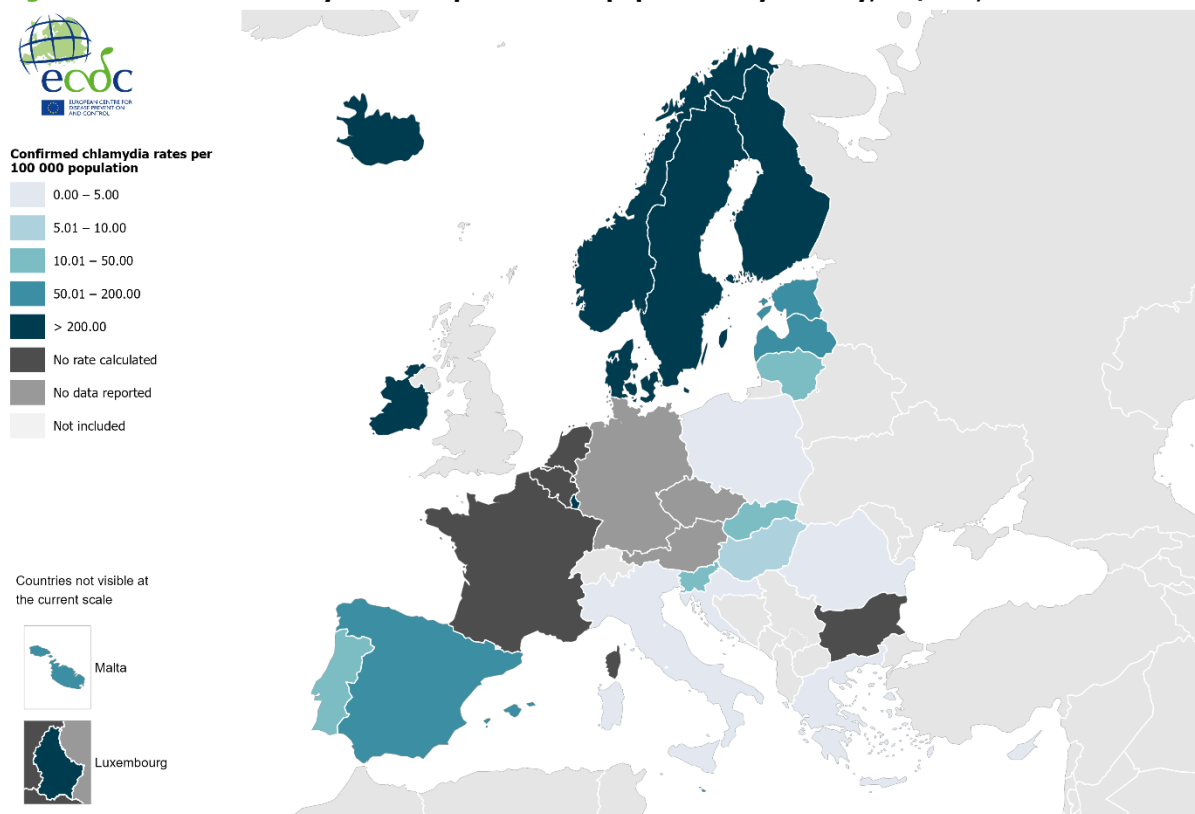 ecdc
EUROPEAN CENTRE FOR
DISEASE PREVENTION
AND CONTROL
Confirmed chlamydia rates per
100 000 population
0.00 – 5.00
5.01 – 10.00
10.01 – 50.00
50.01 – 200.00
> 200.00
No rate calculated
No data reported
Not included
Countries not visible at
the current scale
Malta
Luxembourg